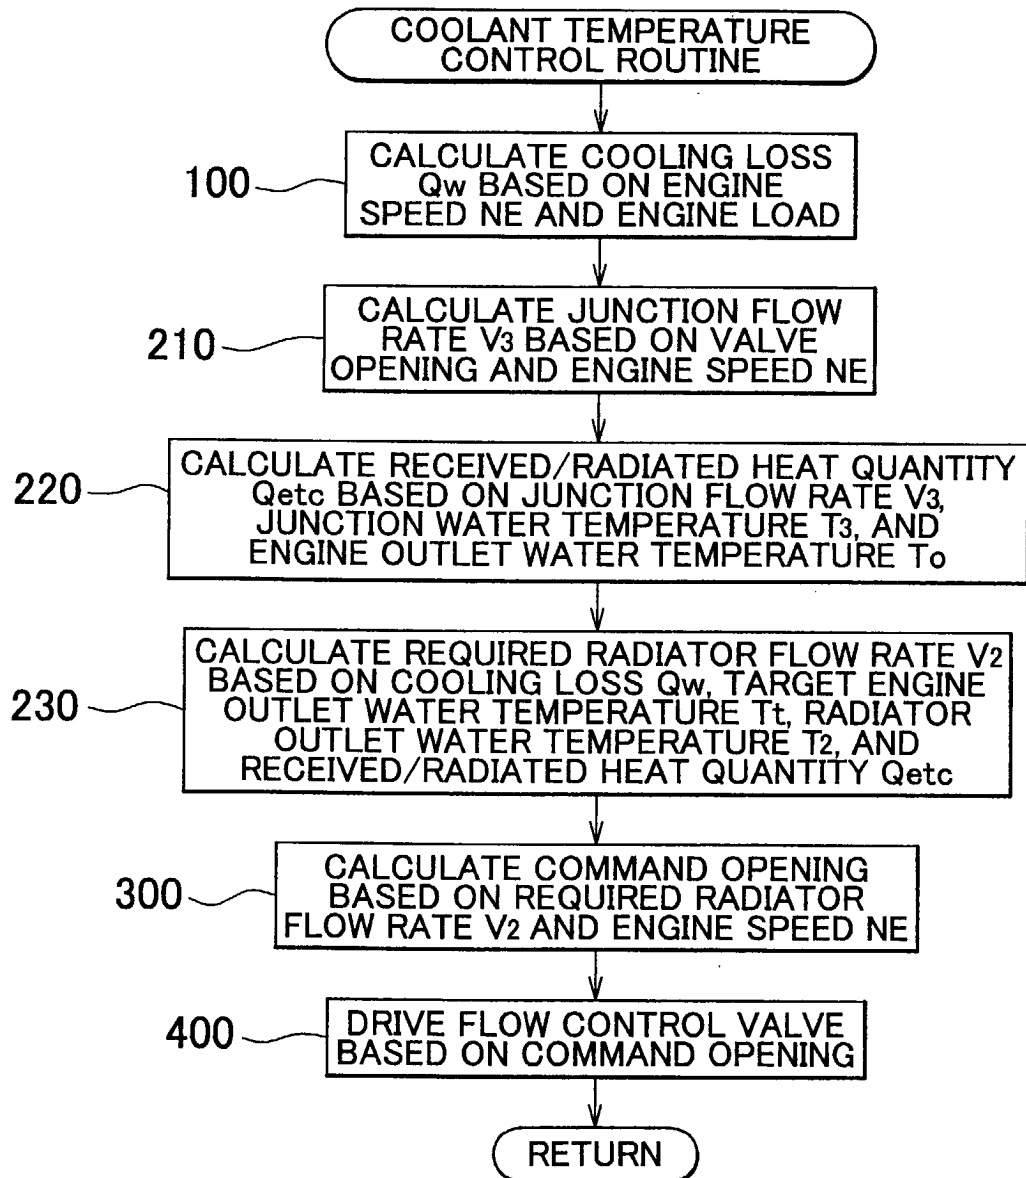 COOLANT TEMPERATURE
CONTROL ROUTINE
100
CALCULATE COOLING LOSS
Qw BASED ON ENGINE
SPEED NE AND ENGINE LOAD
210
CALCULATE JUNCTION FLOW
RATE V3 BASED ON VALVE
OPENING AND ENGINE SPEED NE
220
CALCULATE RECEIVED/RADIATED HEAT QUANTITY
Qetc BASED ON JUNCTION FLOW RATE V3,
JUNCTION WATER TEMPERATURE T3, AND
ENGINE OUTLET WATER TEMPERATURE To
230
CALCULATE REQUIRED RADIATOR FLOW RATE V2
BASED ON COOLING LOSS Qw, TARGET ENGINE
OUTLET WATER TEMPERATURE Tt, RADIATOR
OUTLET WATER TEMPERATURE T2, AND
RECEIVED/RADIATED HEAT QUANTITY Qetc
300
CALCULATE COMMAND OPENING
BASED ON REQUIRED RADIATOR
FLOW RATE V2 AND ENGINE SPEED NE
400
DRIVE FLOW CONTROL VALVE
BASED ON COMMAND OPENING
RETURN